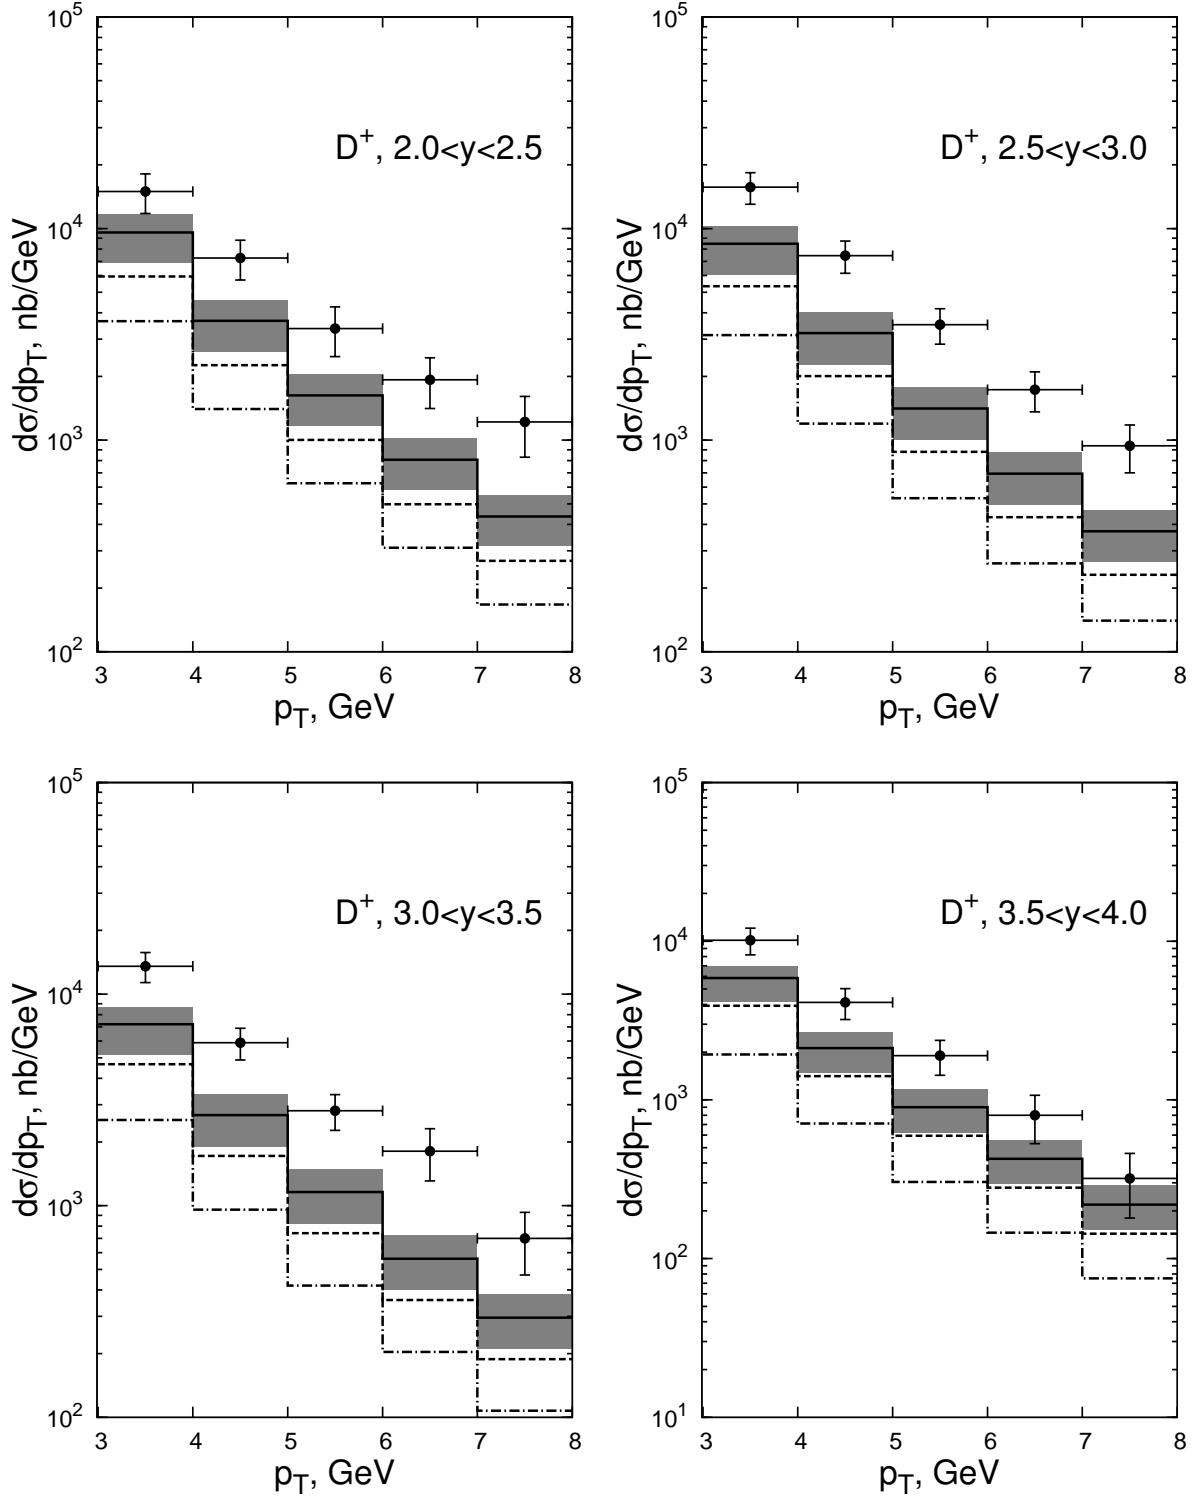 10^5
D^+, 2.0<y<2.5
10^4
10^3
10^2
dσ/dp_T, nb/GeV
3 4 5 6 7 8
p_T, GeV
10^5
D^+, 2.5<y<3.0
10^4
10^3
10^2
dσ/dp_T, nb/GeV
3 4 5 6 7 8
p_T, GeV
10^5
D^+, 3.0<y<3.5
10^4
10^3
10^2
dσ/dp_T, nb/GeV
3 4 5 6 7 8
p_T, GeV
10^5
D^+, 3.5<y<4.0
10^4
10^3
10^2
10^1
dσ/dp_T, nb/GeV
3 4 5 6 7 8
p_T, GeV